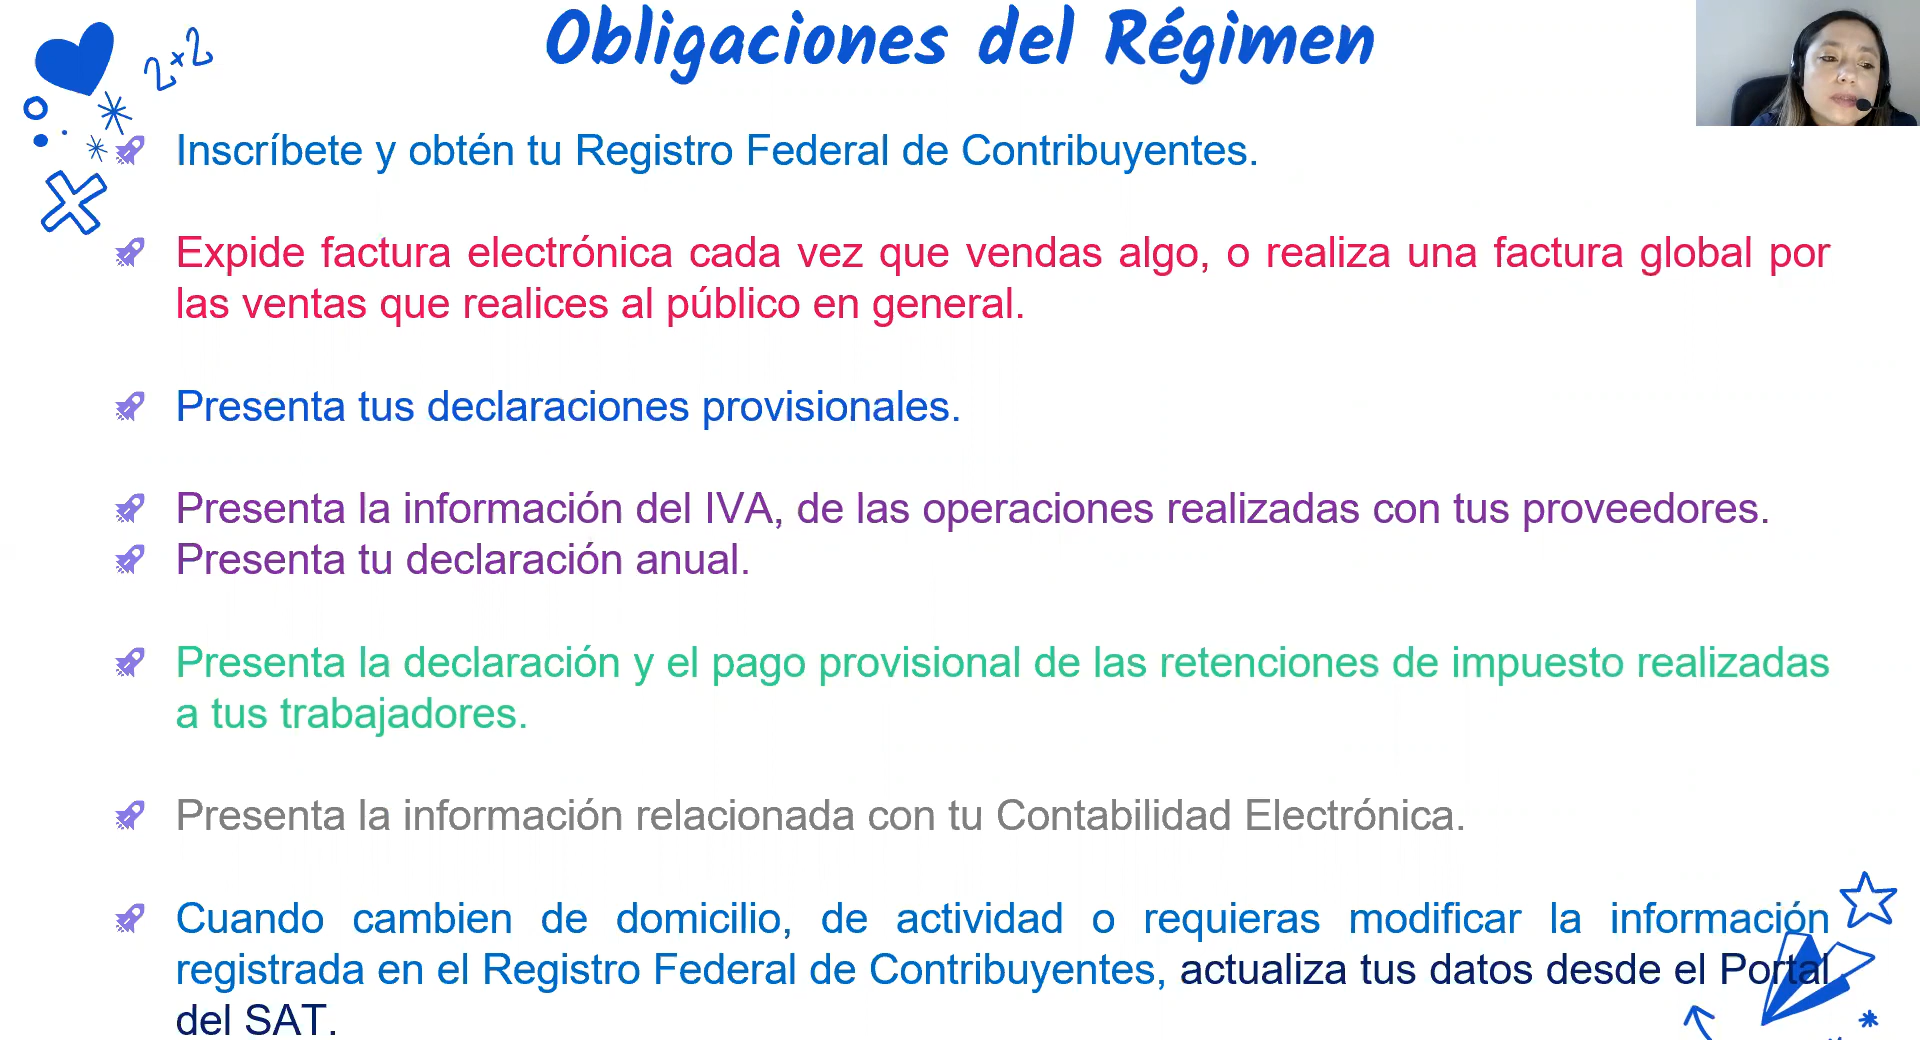 Obligaciones del Régimen
2x2
Inscríbete y obtén tu Registro Federal de Contribuyentes.
Expide factura electrónica cada vez que vendas algo, o realiza una factura global por
las ventas que realices al público en general.
Presenta tus declaraciones provisionales.
Presenta la información del IVA, de las operaciones realizadas con tus proveedores.
Presenta tu declaración anual.
Presenta la declaración y el pago provisional de las retenciones de impuesto realizadas
a tus trabajadores.
Presenta la información relacionada con tu Contabilidad Electrónica.
Cuando cambien de domicilio, de actividad o requieras modificar la información
registrada en el Registro Federal de Contribuyentes, actualiza tus datos desde el Portal
del SAT.